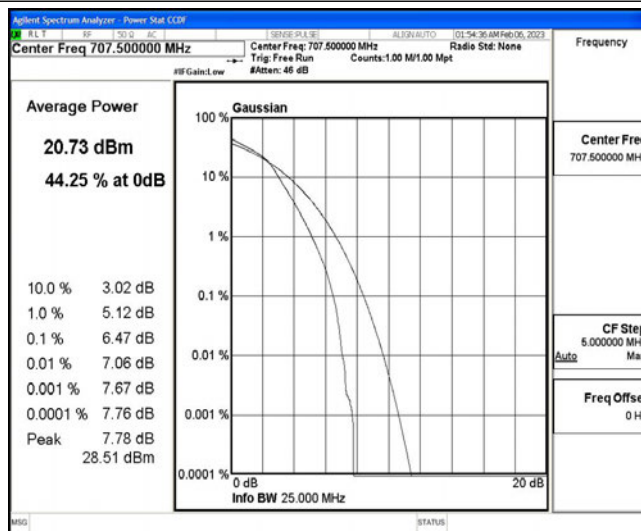 Agilent Spectrum Analyzer - Power Stat CCDF
RL T RF 50 Ω AC SENSE:PULSE ALIGN AUTO 01:54:36 AM Feb 06, 2023
Center Freq 707.500000 MHz
Center Freq: 707.500000 MHz Radio Std: None
Trig: Free Run Counts:1.00 M/1.00 Mpt
#IFGain:Low #Atten: 46 dB
Frequency
Average Power
20.73 dBm
44.25 % at 0dB
10.0 % 3.02 dB
1.0 % 5.12 dB
0.1 % 6.47 dB
0.01 % 7.06 dB
0.001 % 7.67 dB
0.0001 % 7.76 dB
Peak 7.78 dB
28.51 dBm
Gaussian
100 %
10 %
1 %
0.1 %
0.01 %
0.001 %
0.0001 %
0 dB 20 dB
Info BW 25.000 MHz
Center Fre
707.500000 MH
CF Step
5.000000 MH
Auto Ma
Freq Offse
0 H
MSG STATUS